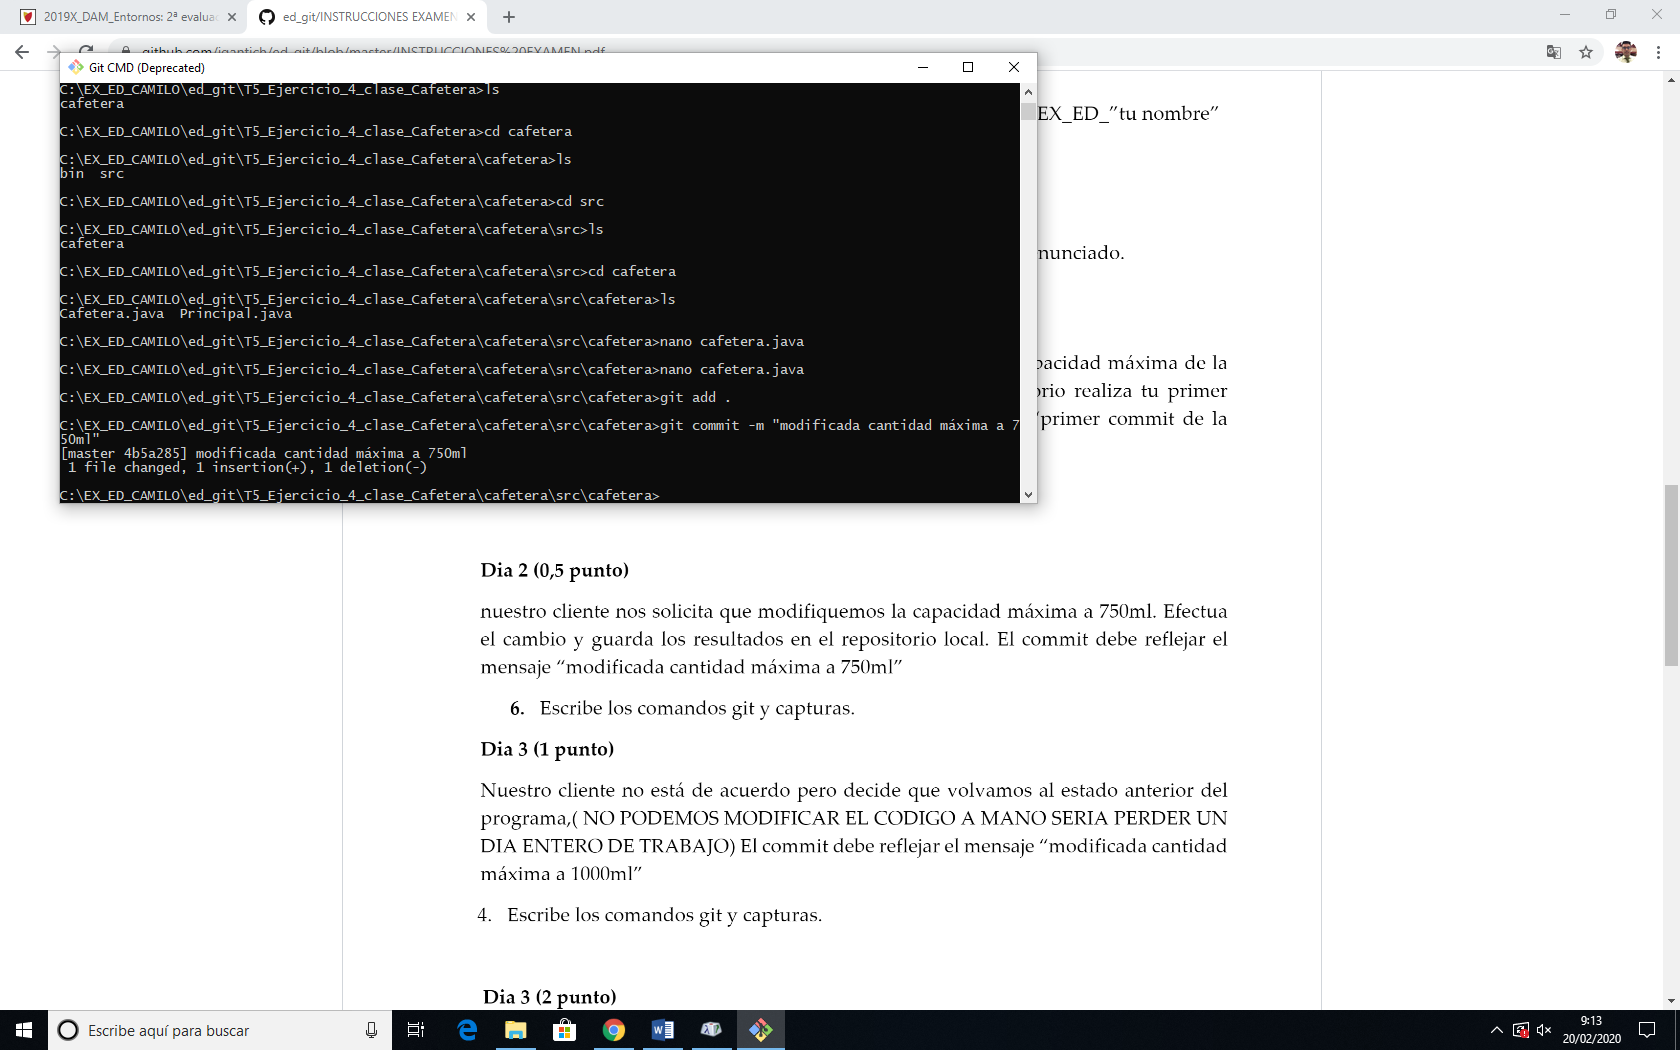 2019X_DAM_Entornos: 2ª evalua
ed_git/INSTRUCCIONES EXAMEN
github.com/igantich/ed_git/blob/master/INSTRUCCIONES%20EXAMEN.pdf
Git CMD (Deprecated)
C:\EX_ED_CAMILO\ed_git\T5_Ejercicio_4_clase_Cafetera>ls
cafetera
C:\EX_ED_CAMILO\ed_git\T5_Ejercicio_4_clase_Cafetera>cd cafetera
C:\EX_ED_CAMILO\ed_git\T5_Ejercicio_4_clase_Cafetera\cafetera>ls
bin  src
C:\EX_ED_CAMILO\ed_git\T5_Ejercicio_4_clase_Cafetera\cafetera>cd src
C:\EX_ED_CAMILO\ed_git\T5_Ejercicio_4_clase_Cafetera\cafetera\src>ls
cafetera
C:\EX_ED_CAMILO\ed_git\T5_Ejercicio_4_clase_Cafetera\cafetera\src>cd cafetera
C:\EX_ED_CAMILO\ed_git\T5_Ejercicio_4_clase_Cafetera\cafetera\src\cafetera>ls
Cafetera.java  Principal.java
C:\EX_ED_CAMILO\ed_git\T5_Ejercicio_4_clase_Cafetera\cafetera\src\cafetera>nano cafetera.java
C:\EX_ED_CAMILO\ed_git\T5_Ejercicio_4_clase_Cafetera\cafetera\src\cafetera>nano cafetera.java
C:\EX_ED_CAMILO\ed_git\T5_Ejercicio_4_clase_Cafetera\cafetera\src\cafetera>git add .
C:\EX_ED_CAMILO\ed_git\T5_Ejercicio_4_clase_Cafetera\cafetera\src\cafetera>git commit -m "modificada cantidad máxima a 7
50ml"
[master 4b5a285] modificada cantidad máxima a 750ml
1 file changed, 1 insertion(+), 1 deletion(-)
C:\EX_ED_CAMILO\ed_git\T5_Ejercicio_4_clase_Cafetera\cafetera\src\cafetera>
EX_ED_”tu nombre”
nunciado.
pacidad máxima de la
orio realiza tu primer
“primer commit de la
Dia 2 (0,5 punto)
nuestro cliente nos solicita que modifiquemos la capacidad máxima a 750ml. Efectua
el cambio y guarda los resultados en el repositorio local. El commit debe reflejar el
mensaje “modificada cantidad máxima a 750ml”
6. Escribe los comandos git y capturas.
Dia 3 (1 punto)
Nuestro cliente no está de acuerdo pero decide que volvamos al estado anterior del
programa,( NO PODEMOS MODIFICAR EL CODIGO A MANO SERIA PERDER UN
DIA ENTERO DE TRABAJO) El commit debe reflejar el mensaje “modificada cantidad
máxima a 1000ml”
4. Escribe los comandos git y capturas.
Dia 3 (2 punto)
Escribe aquí para buscar
9:13
20/02/2020